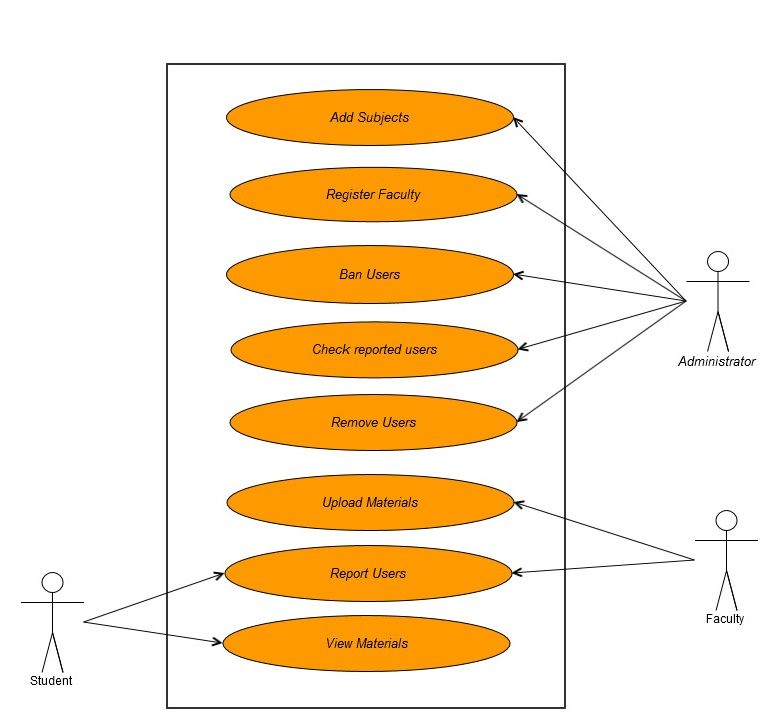 Add Subjects
Register Faculty
Ban Users
Check reported users
Administrator
Remove Users
Upload Materials
Report Users
Faculty
View Materials
Student